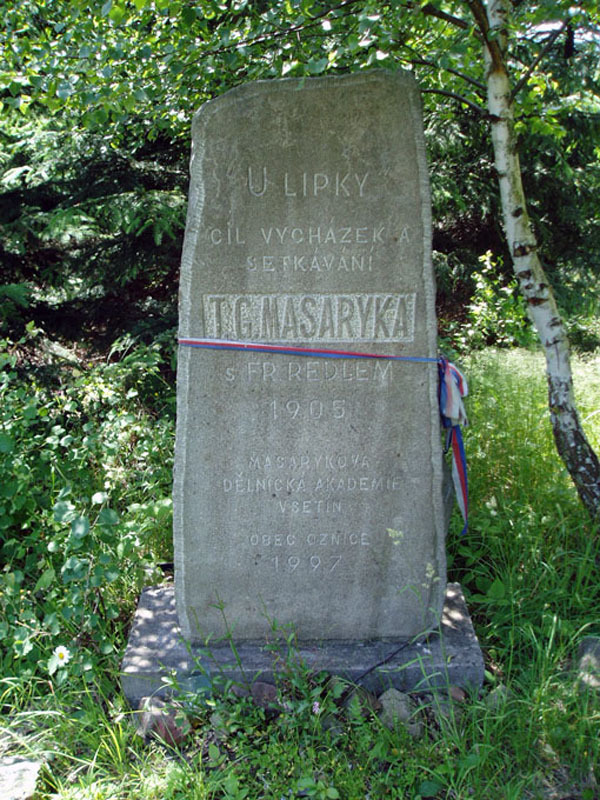 U LIPKY
CÍL VYCHÁZEK A
SETKÁVÁNÍ
T.G.MASARYKA
s FR. REDLEM
1905
MASARYKOVA
DĚLNICKÁ AKADEMIE
VSETÍN
OBEC OZNICE
1997